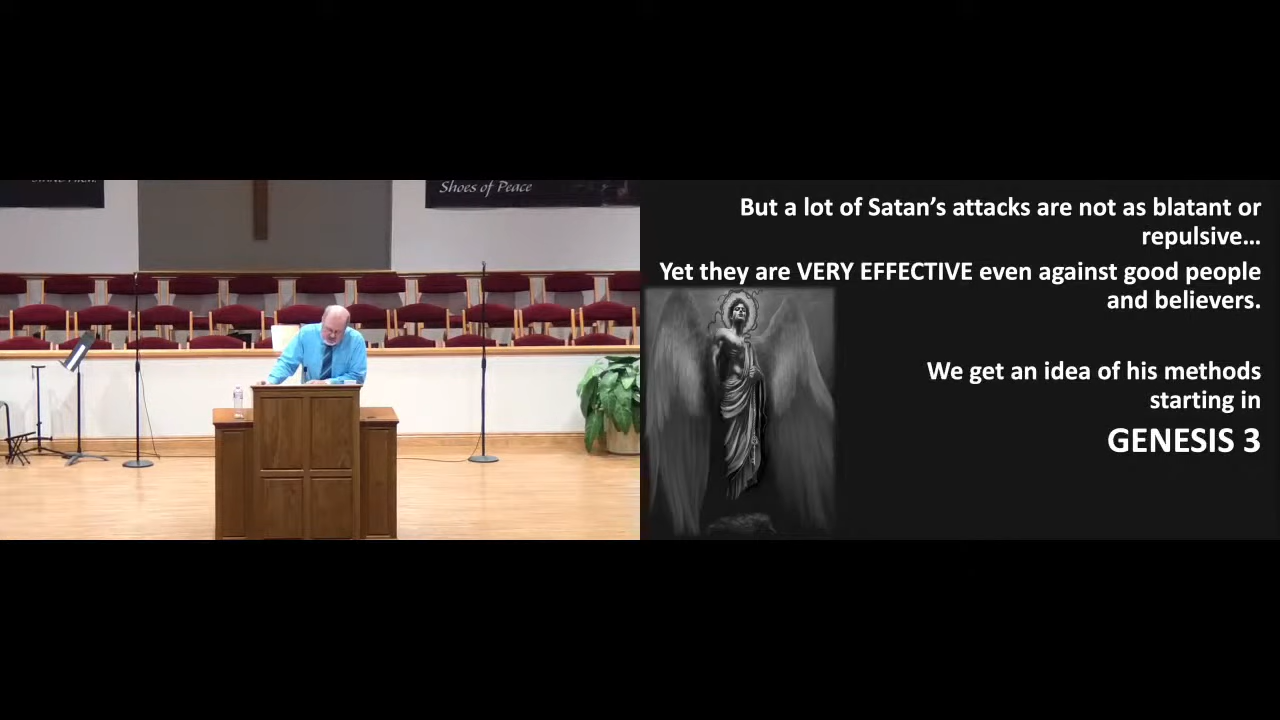 Shoes of Peace
But a lot of Satan's attacks are not as blatant or
repulsive…
Yet they are VERY EFFECTIVE even against good people
and believers.
We get an idea of his methods
starting in
GENESIS 3